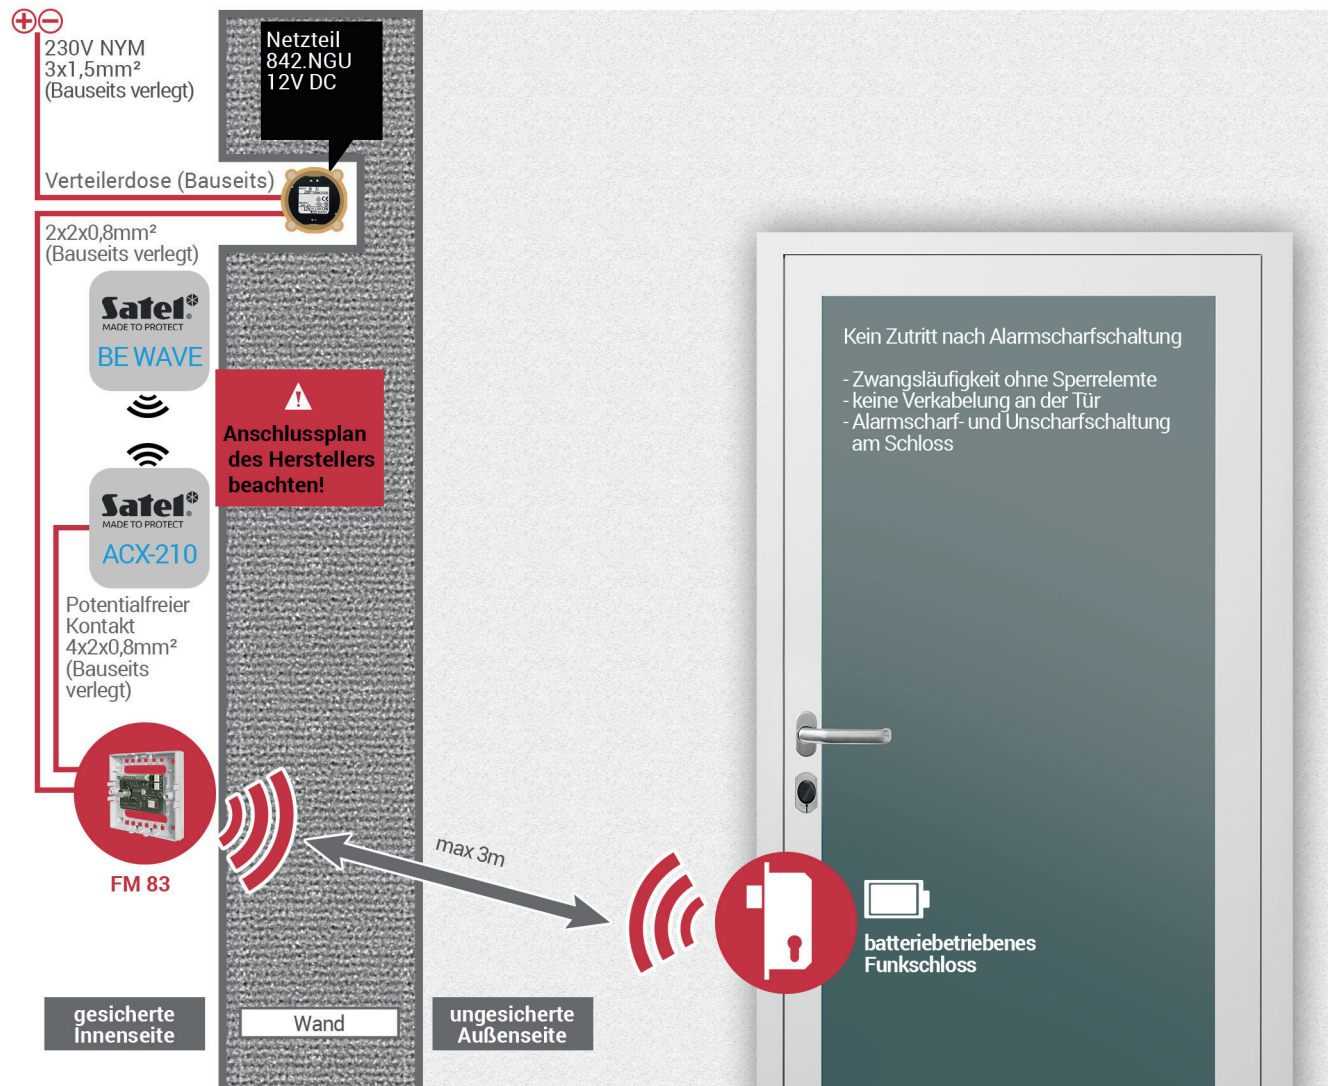 230V NYM
3x1,5mm²
(Bauseits verlegt)
Netzteil
842.NGU
12V DC
Verteilerdose (Bauseits)
2x2x0,8mm²
(Bauseits verlegt)
Satel®
MADE TO PROTECT
BE WAVE
Anschlussplan
des Herstellers
beachten!
Satel®
MADE TO PROTECT
ACX-210
Potentialfreier
Kontakt
4x2x0,8mm²
(Bauseits
verlegt)
FM 83
max 3m
Kein Zutritt nach Alarmscharfschaltung
- Zwangsläufigkeit ohne Sperrelemte
- keine Verkabelung an der Tür
- Alarmscharf- und Unscharfschaltung
am Schloss
batteriebetriebenes
Funkschloss
gesicherte
Innenseite
Wand
ungesicherte
Außenseite